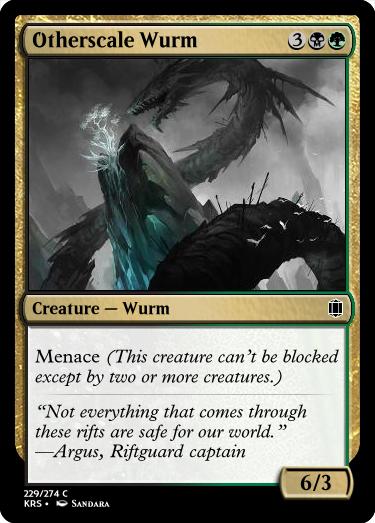 Otherscale Wurm 3
Creature — Wurm
Menace (This creature can't be blocked
except by two or more creatures.)
“Not everything that comes through
these rifts are safe for our world.”
—Argus, Riftguard captain
6/3
229/274 C
KRS • Sandara